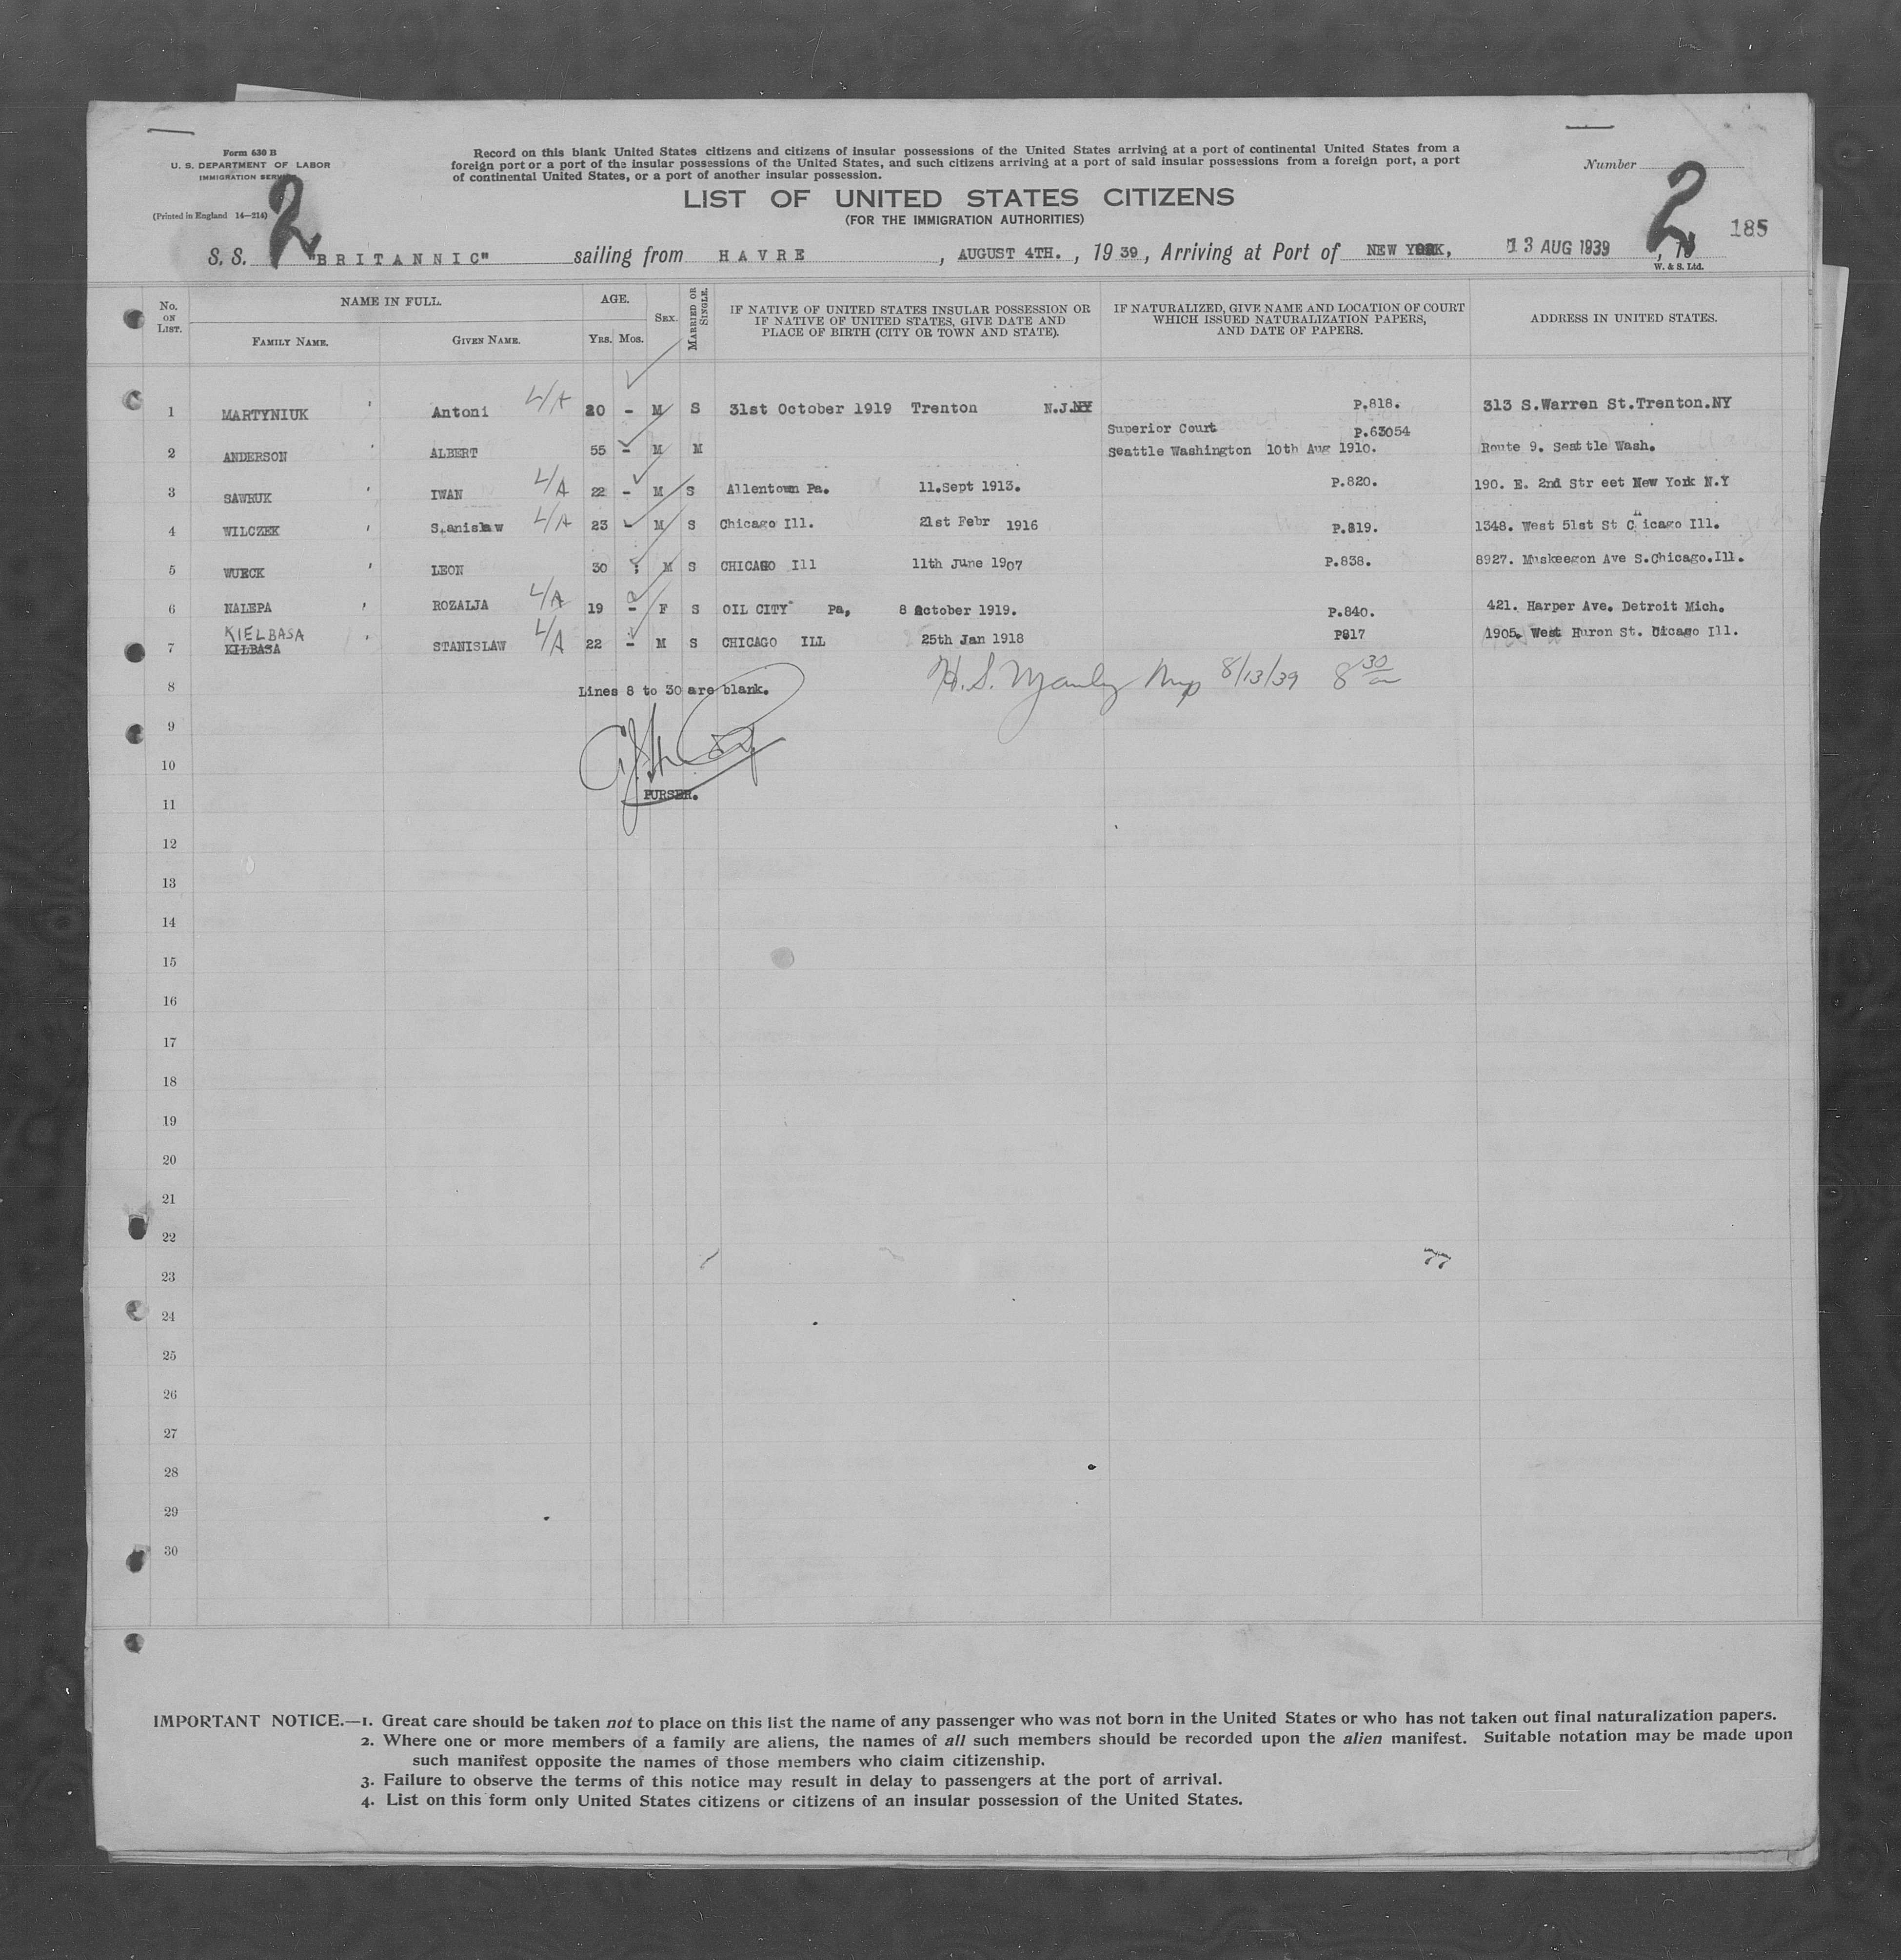 Form 630 B
U. S. DEPARTMENT OF LABOR
IMMIGRATION SERVICE
(Printed in England 14—214)
2
Record on this blank United States citizens and citizens of insular possessions of the United States arriving at a port of continental United States from a
foreign port or a port of the insular possessions of the United States, and such citizens arriving at a port of said insular possessions from a foreign port, a port
of continental United States, or a port of another insular possession.
LIST OF UNITED STATES CITIZENS
(FOR THE IMMIGRATION AUTHORITIES)
Number
2
185
S. S. "BRITANNIC" sailing from HAVRE, AUGUST 4TH., 1939, Arriving at Port of NEW YORK, 13 AUG 1939, 19
W. & S. Ltd.
No. ON LIST. NAME IN FULL. FAMILY NAME. GIVEN NAME. AGE. YRS. MOS. SEX. MARRIED OR SINGLE. IF NATIVE OF UNITED STATES INSULAR POSSESSION OR IF NATIVE OF UNITED STATES, GIVE DATE AND PLACE OF BIRTH (CITY OR TOWN AND STATE). IF NATURALIZED, GIVE NAME AND LOCATION OF COURT WHICH ISSUED NATURALIZATION PAPERS, AND DATE OF PAPERS. ADDRESS IN UNITED STATES.
1 MARTYNIUK Antoni L/A 20 - M S 31st October 1919 Trenton N.J.NY P.818. 313 S.Warren St.Trenton.NY
Superior Court P.63054
2 ANDERSON ALBERT 55 - M M Seattle Washington 10th Aug 1910. Route 9. Seattle Wash.
3 SAWRUK IWAN L/A 22 - M S Allentown Pa. 11.Sept 1913. P.820. 190. E. 2nd Str eet New York N.Y
4 WILCZEK Stanislaw L/A 23 - M S Chicago Ill. 21st Febr 1916 P.819. 1348. West 51st St Chicago Ill.
5 WUECK LEON 30 M S CHICAGO Ill 11th June 1907 P.838. 8927. Muskeegon Ave S.Chicago.Ill.
6 NALEPA ROZALJA L/A 19 - F S OIL CITY Pa, 8 October 1919. P.840. 421. Harper Ave. Detroit Mich.
KIELBASA
7 KILBASA STANISLAW L/A 22 - M S CHICAGO ILL 25th Jan 1918 P817 1905. West Huron St. Cicago Ill.
8 Lines 8 to 30 are blank. H. S. Manly 8/13/39 8 30
9
10
PURSER.
11
12
13
14
15
16
17
18
19
20
21
22
77
23
24
25
26
27
28
29
30
IMPORTANT NOTICE.—1. Great care should be taken not to place on this list the name of any passenger who was not born in the United States or who has not taken out final naturalization papers.
2. Where one or more members of a family are aliens, the names of all such members should be recorded upon the alien manifest. Suitable notation may be made upon
such manifest opposite the names of those members who claim citizenship.
3. Failure to observe the terms of this notice may result in delay to passengers at the port of arrival.
4. List on this form only United States citizens or citizens of an insular possession of the United States.